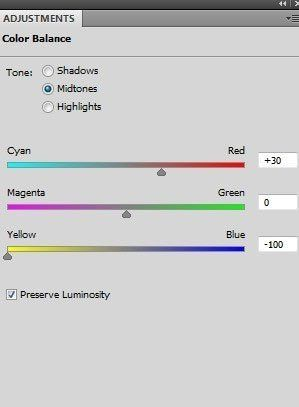 ADJUSTMENTS
Color Balance
Tone: Shadows
Midtones
Highlights
Cyan Red +30
Magenta Green 0
Yellow Blue -100
Preserve Luminosity